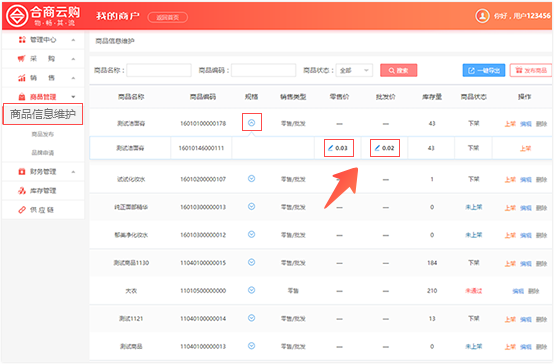 合商云购
购·畅·其·流
我的商户
返回首页
你好，用户123456
管理中心
采 购
销 售
商品管理
商品信息维护
商品发布
品牌申请
财务管理
库存管理
供应链
商品信息维护
商品名称：
商品编码：
商品状态：
全部
搜索
一键导出
发布商品
商品名称 商品编码 规格 销售类型 零售价 批发价 库存量 商品状态 操作
测试洁面膏 16010100000178 零售/批发 — — 43 下架 上架 编辑 删除
测试洁面膏 16010146000111 0.03 0.02 43 下架 上架
试试化妆水 16010200000107 零售/批发 — — 1 下架 上架 编辑 删除
纯正面部精华 16010300000013 零售/批发 — — 0 未上架 上架 编辑 删除
郁美净化妆水 16010300000012 零售/批发 — — 0 未上架 上架 编辑 删除
测试商品1130 11040100000015 零售/批发 — — 184 下架 上架 编辑 删除
大衣 11010500000000 零售 — — 210 未通过 编辑 删除
测试1121 11040100000014 零售/批发 — — 13 下架 上架 编辑 删除
测试商品 11040100000013 零售/批发 — — 0 未上架 上架 编辑 删除